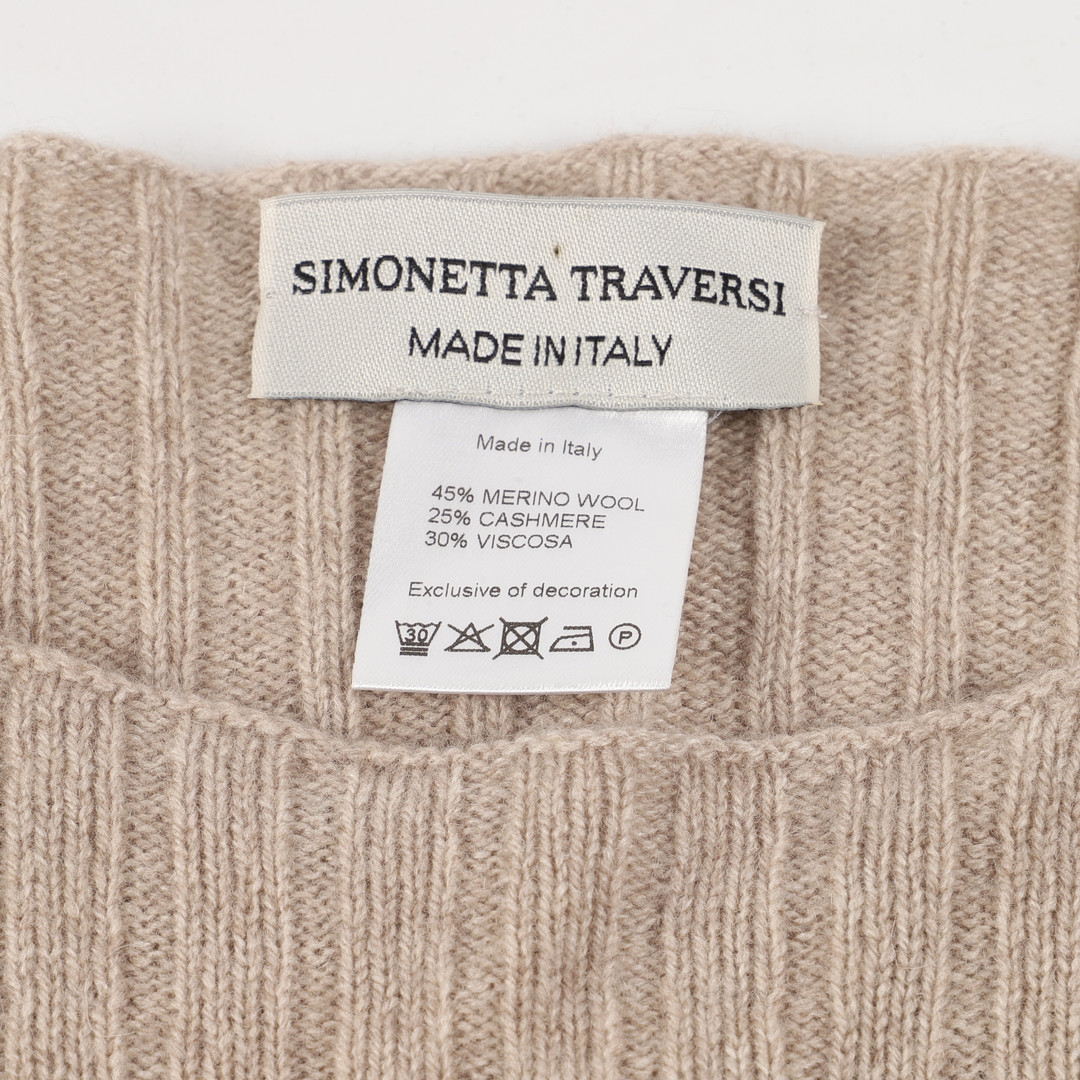 SIMONETTA TRAVERSI
MADE IN ITALY
Made in Italy
45% MERINO WOOL
25% CASHMERE
30% VISCOSA
Exclusive of decoration
30 P